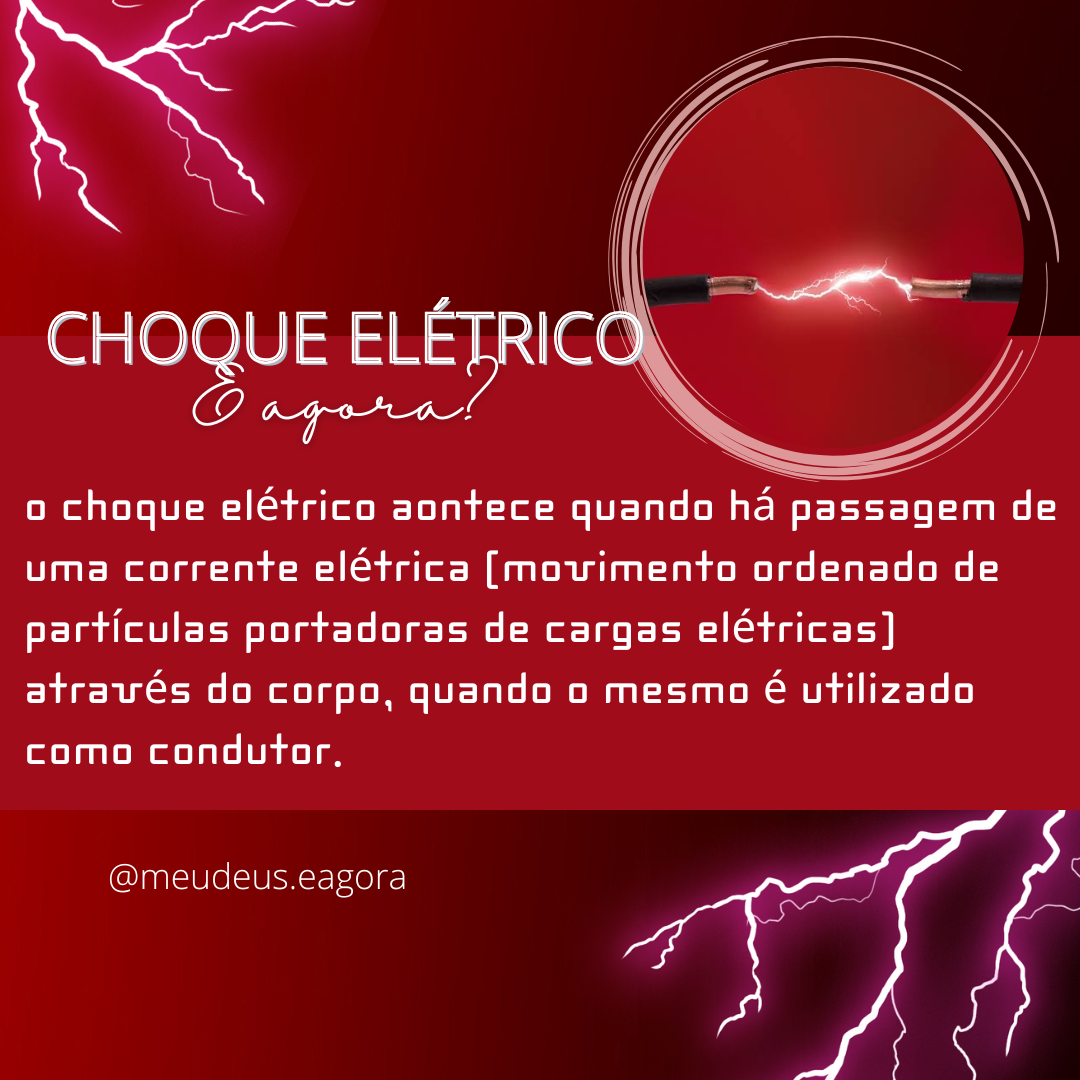 CHOQUE ELÉTRICO
E agora?
o choque elétrico aontece quando há passagem de
uma corrente elétrica [movimento ordenado de
partículas portadoras de cargas elétricas]
através do corpo, quando o mesmo é utilizado
como condutor.
@meudeus.eagora